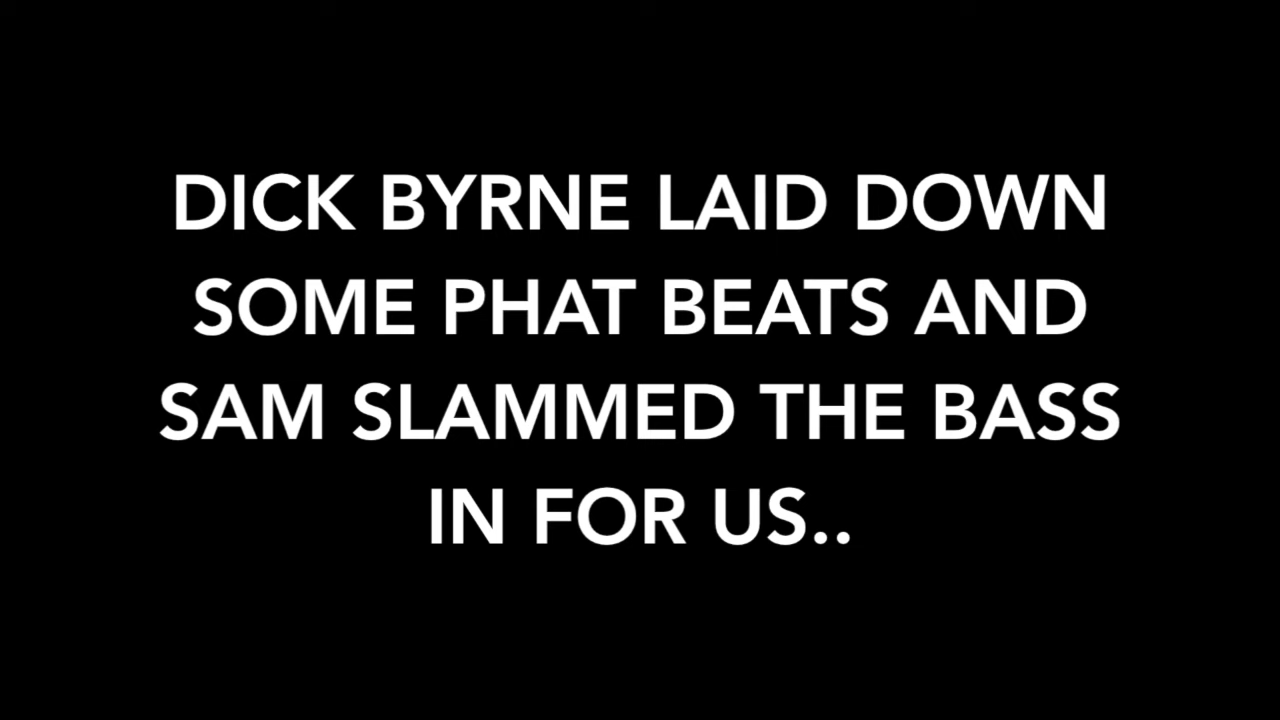 DICK BYRNE LAID DOWN
SOME PHAT BEATS AND
SAM SLAMMED THE BASS
IN FOR US..